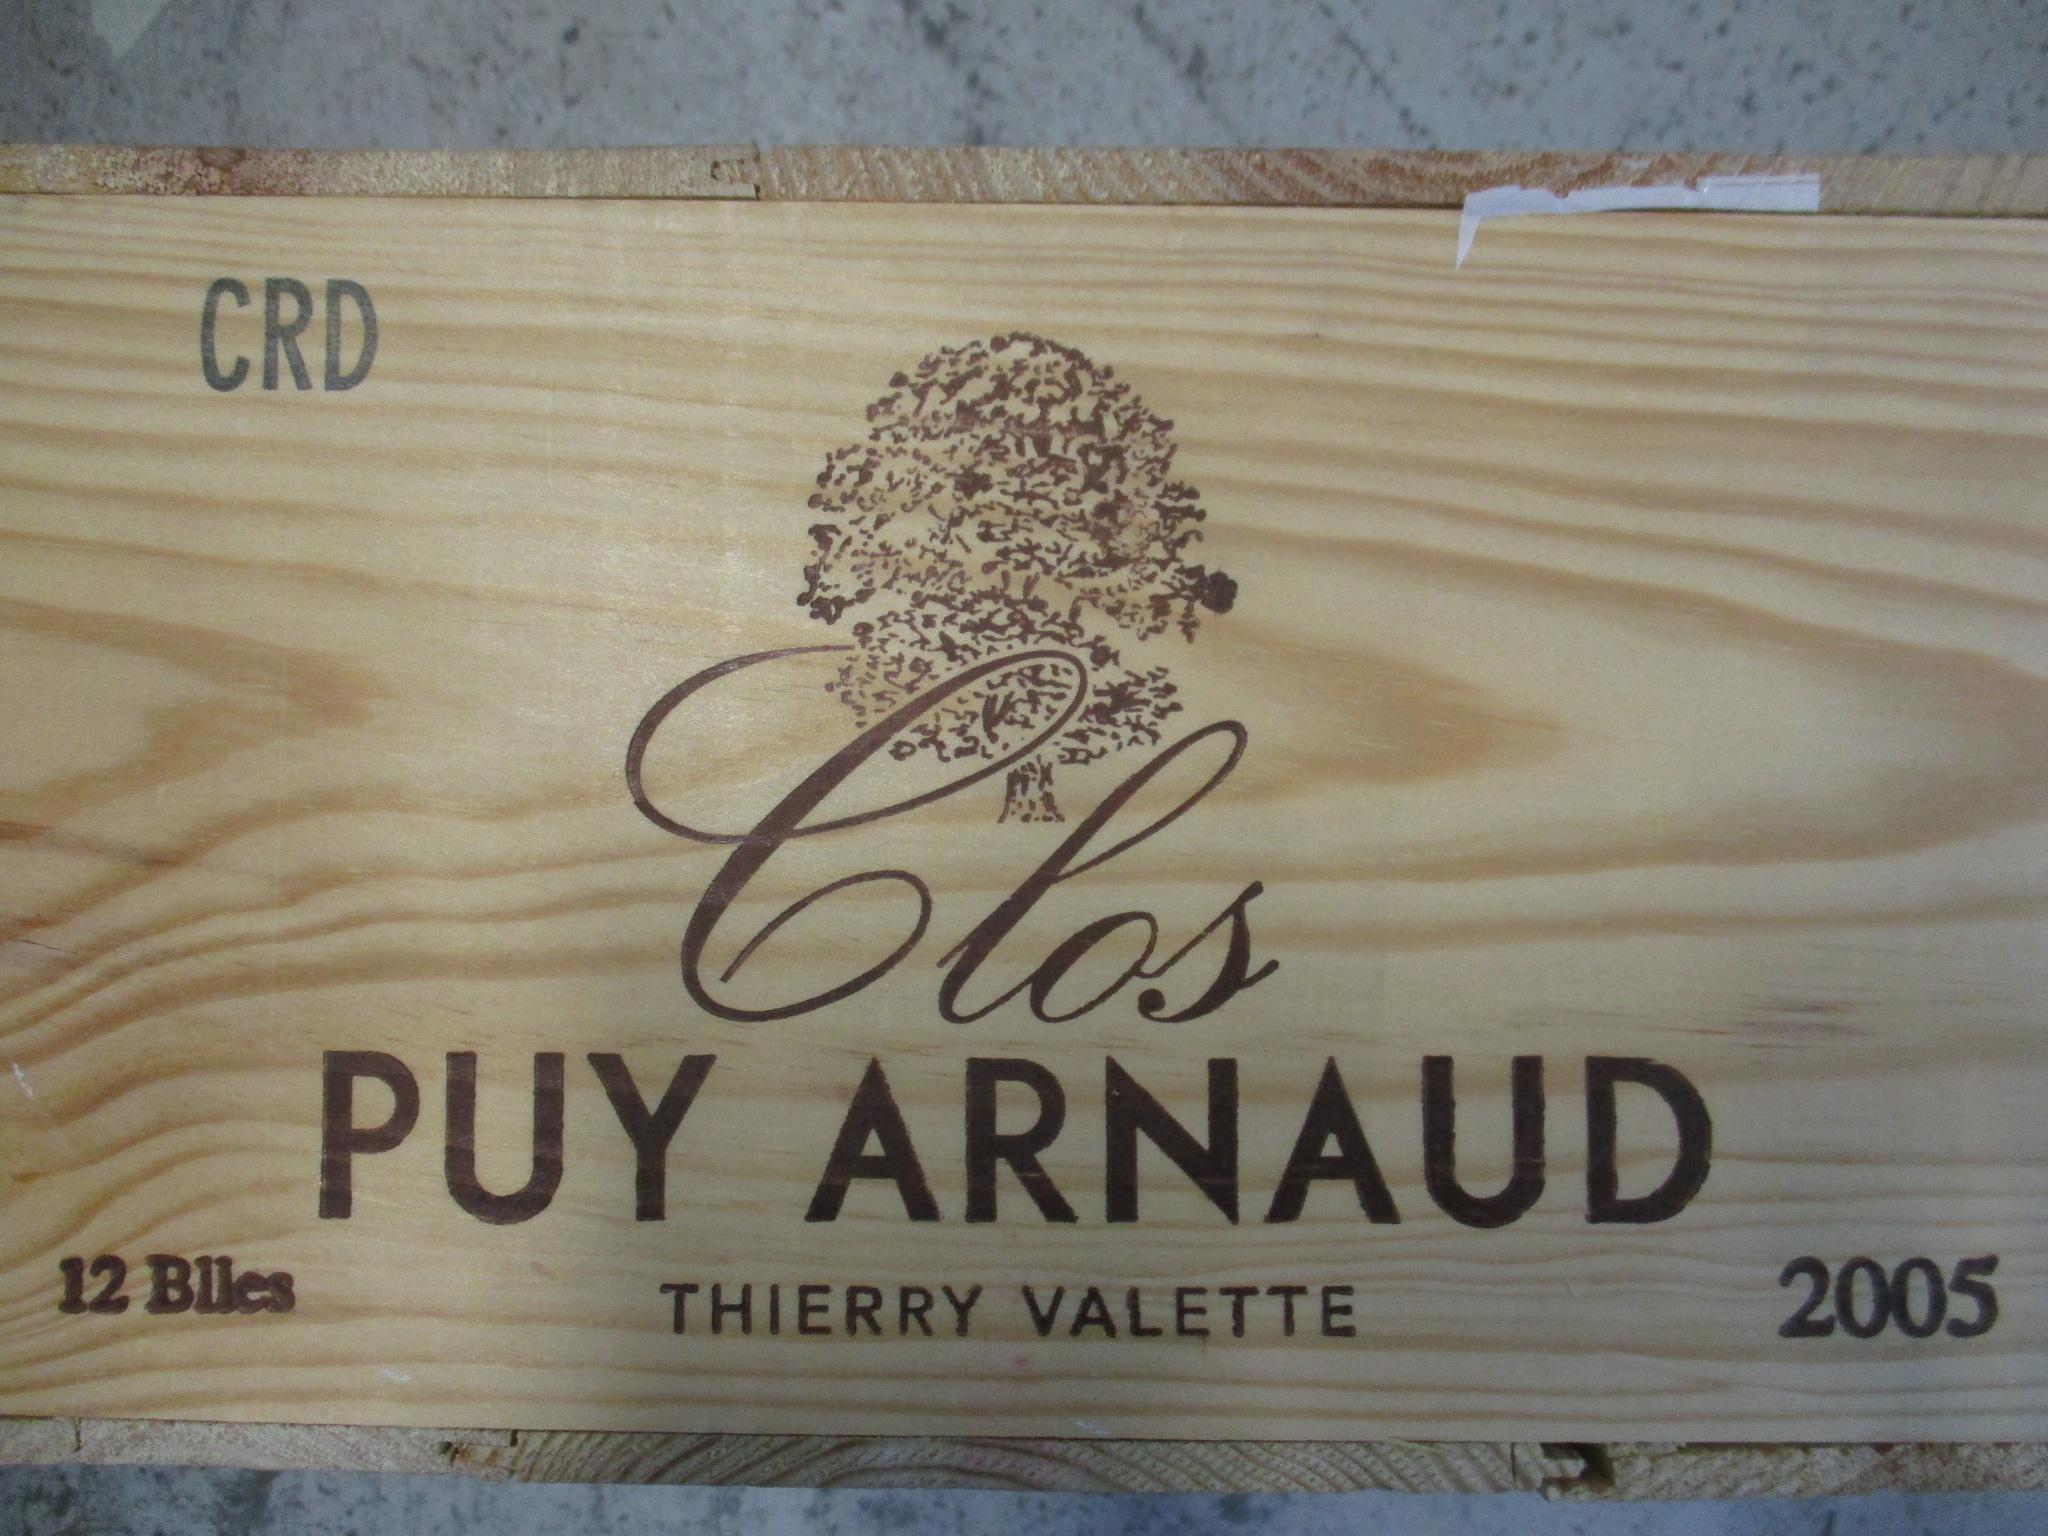 CRD
Clos
PUY ARNAUD
12 Blles
THIERRY VALETTE
2005